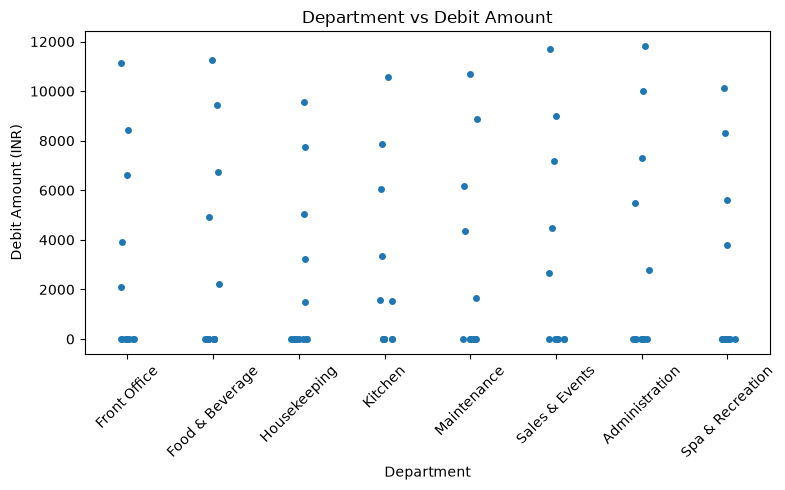 Department vs Debit Amount
12000
10000
8000
6000
4000
2000
0
Debit Amount (INR)
Front Office
Food & Beverage
Housekeeping
Kitchen
Maintenance
Sales & Events
Administration
Spa & Recreation
Department